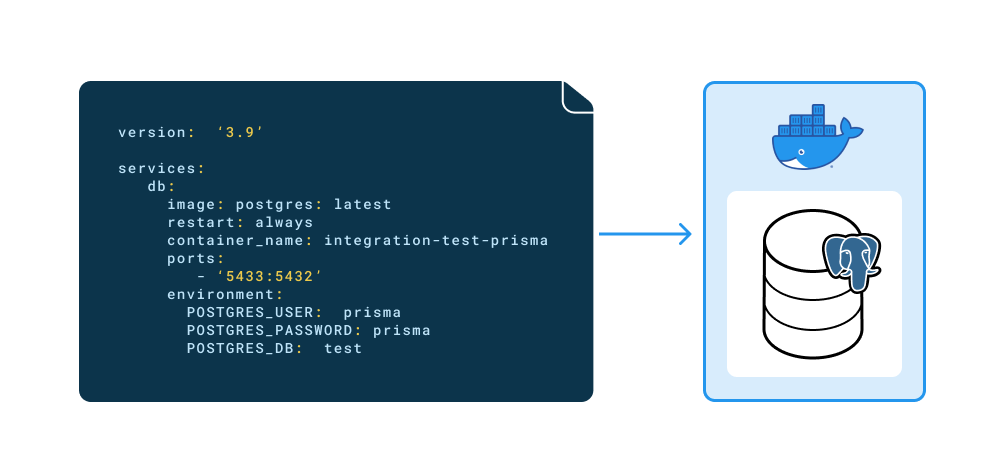 version:  ‘3.9’
services:
db:
image: postgres: latest
restart: always
container_name: integration-test-prisma
ports:
- ‘5433:5432’
environment:
POSTGRES_USER:  prisma
POSTGRES_PASSWORD: prisma
POSTGRES_DB:  test